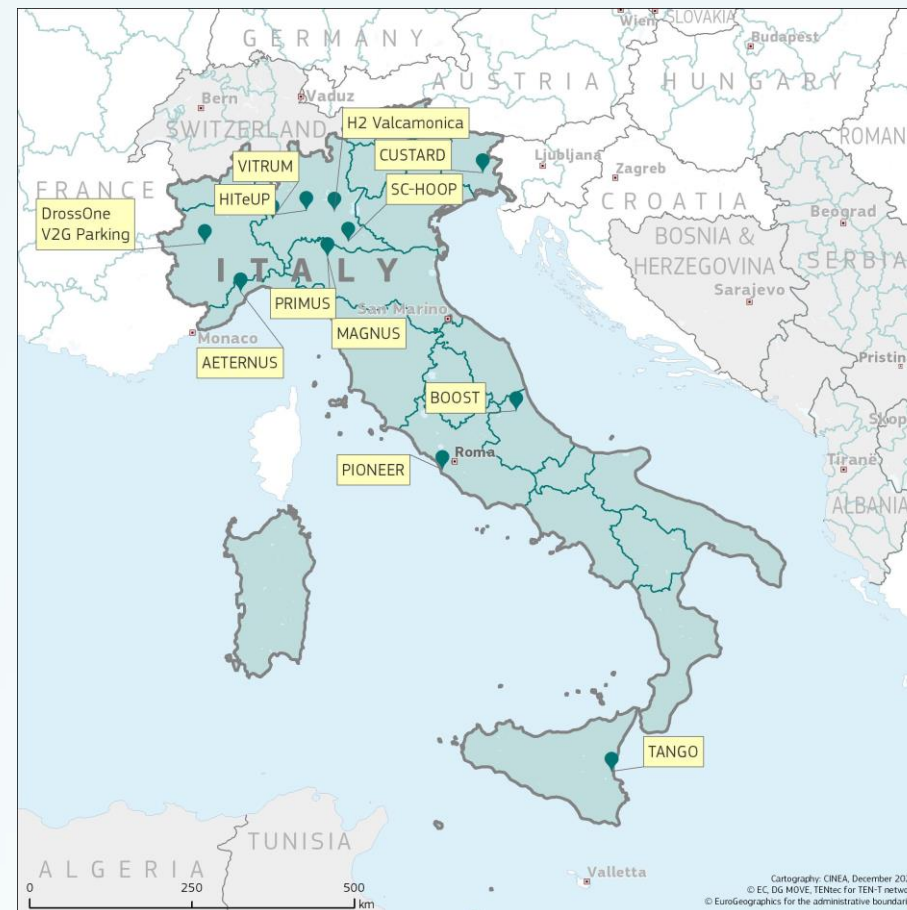 Wien
SLOVAKIA
Budapest
GERMANY
AUSTRIA
HUNGARY
Bern
Vaduz
SWITZERLAND
H2 Valcamonica
ROMAN
VITRUM
CUSTARD
Ljubljana
Zagreb
FRANCE
HITeUP
SC-HOOP
CROATIA
DrossOne
V2G Parking
Beograd
BOSNIA &
HERZEGOVINA
SERBIA
ITALY
Sarajevo
PRIMUS
San Marino
MAGNUS
Monaco
AETERNUS
Pristin
BOOST
Skop
PIONEER
Roma
Tiranë
ALBANIA
TANGO
TUNISIA
ALGERIA
Valletta
0
250
500
km
Cartography: CINEA, December 202
© EC, DG MOVE, TENtec for TEN-T netwo
© EuroGeographics for the administrative boundari